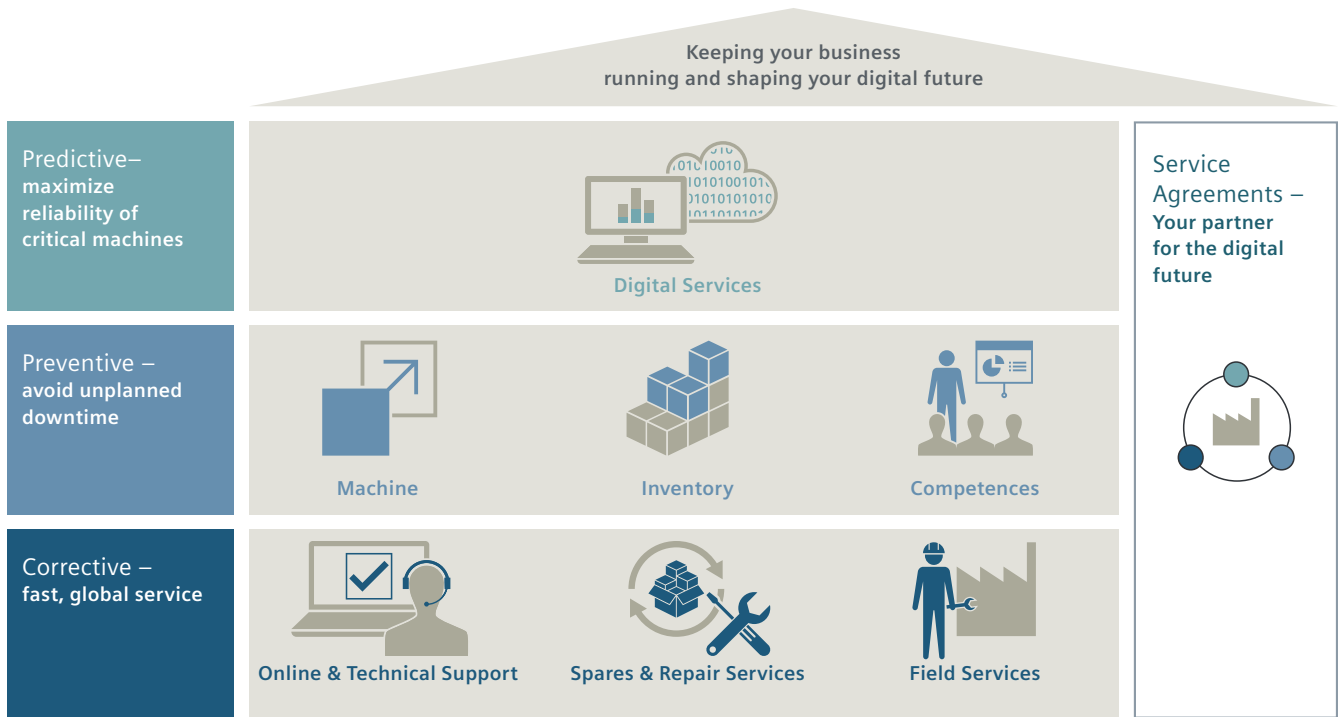 Keeping your business
running and shaping your digital future
Predictive–
maximize
reliability of
critical machines
Digital Services
Service
Agreements –
Your partner
for the digital
future
Preventive –
avoid unplanned
downtime
Machine
Inventory
Competences
Corrective –
fast, global service
Online & Technical Support
Spares & Repair Services
Field Services